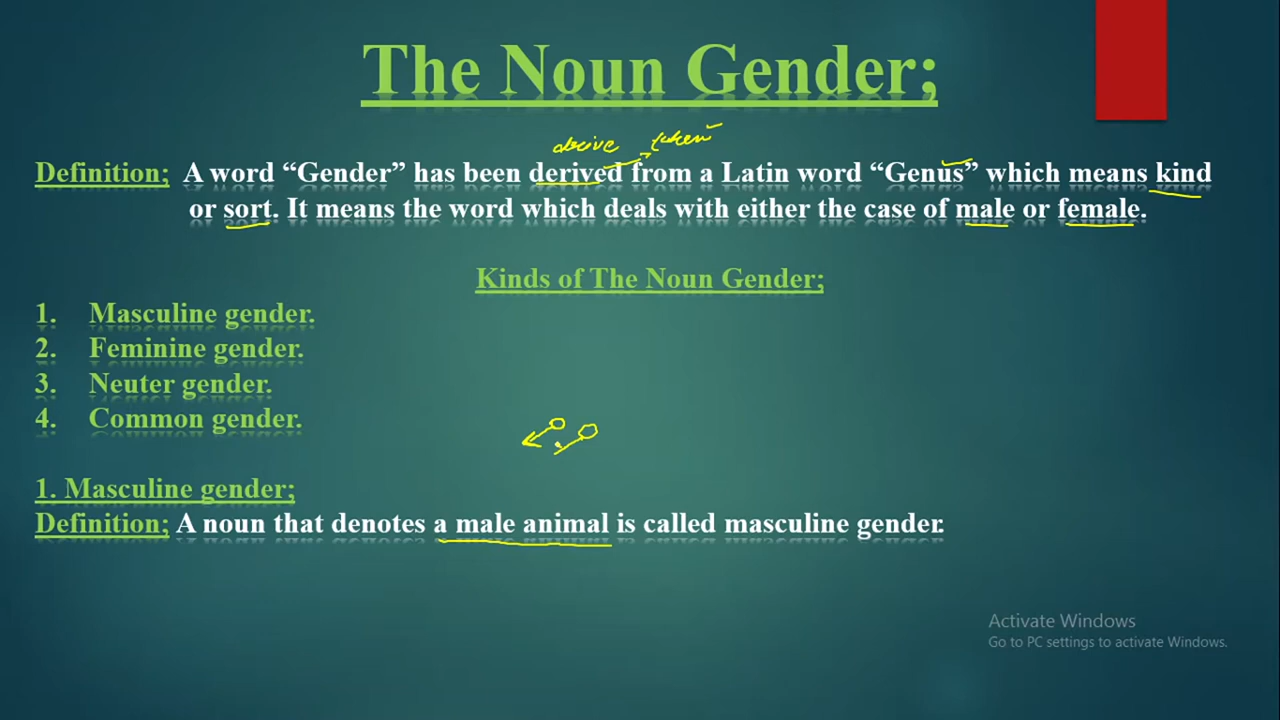 The Noun Gender;
derive taken
Definition; A word “Gender” has been derived from a Latin word “Genus” which means kind
or sort. It means the word which deals with either the case of male or female.
Kinds of The Noun Gender;
1. Masculine gender.
2. Feminine gender.
3. Neuter gender.
4. Common gender.
1. Masculine gender;
Definition; A noun that denotes a male animal is called masculine gender.
Activate Windows
Go to PC settings to activate Windows.